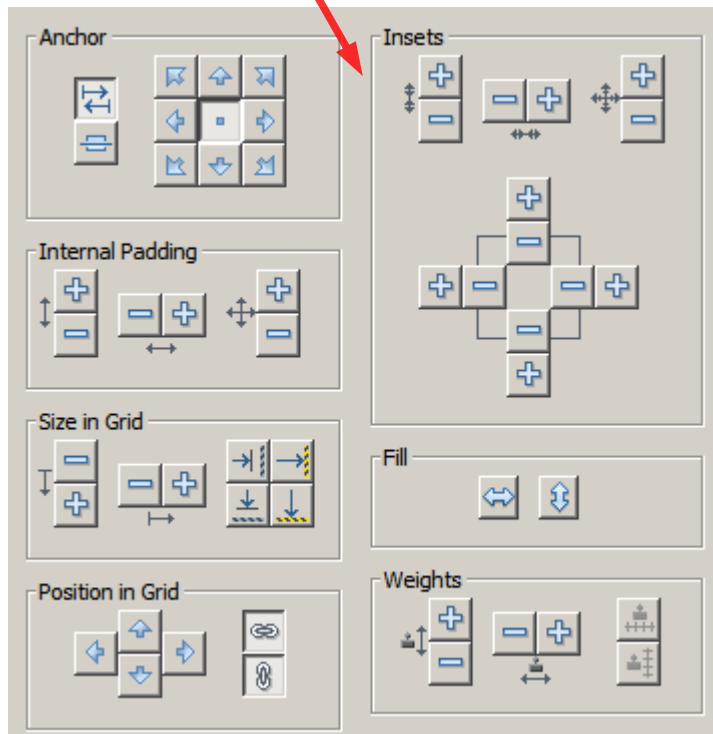 Anchor
Insets
Internal Padding
Size in Grid
Fill
Position in Grid
Weights